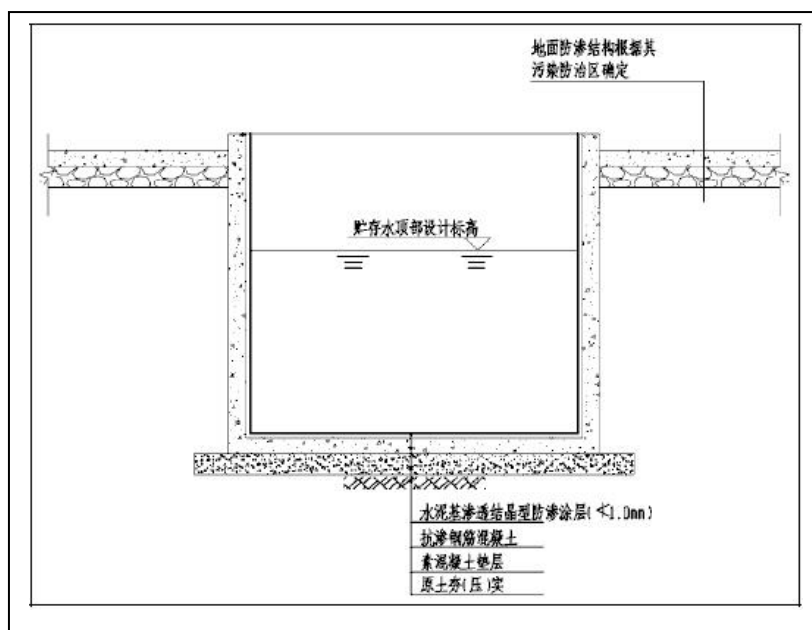 地面防渗结构根据其
污染防治区确定
贮存水顶部设计标高
水泥基渗透结晶型防渗涂层(≮1.0mm)
抗渗钢筋混凝土
素混凝土垫层
原土夯(压)实